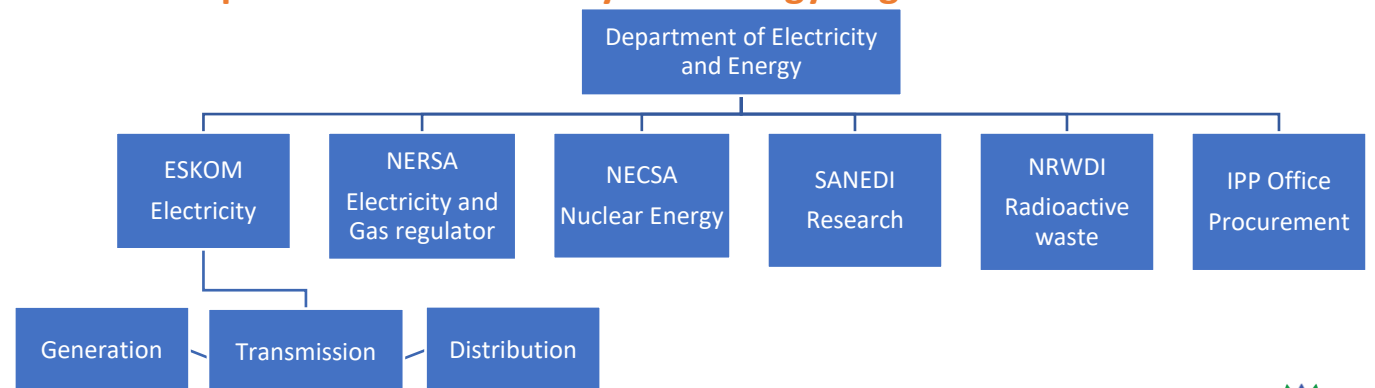 Department of Electricity
and Energy
ESKOM
Electricity
NERSA
Electricity and
Gas regulator
NECSA
Nuclear Energy
SANEDI
Research
NRWDI
Radioactive
waste
IPP Office
Procurement
Generation
Transmission
Distribution